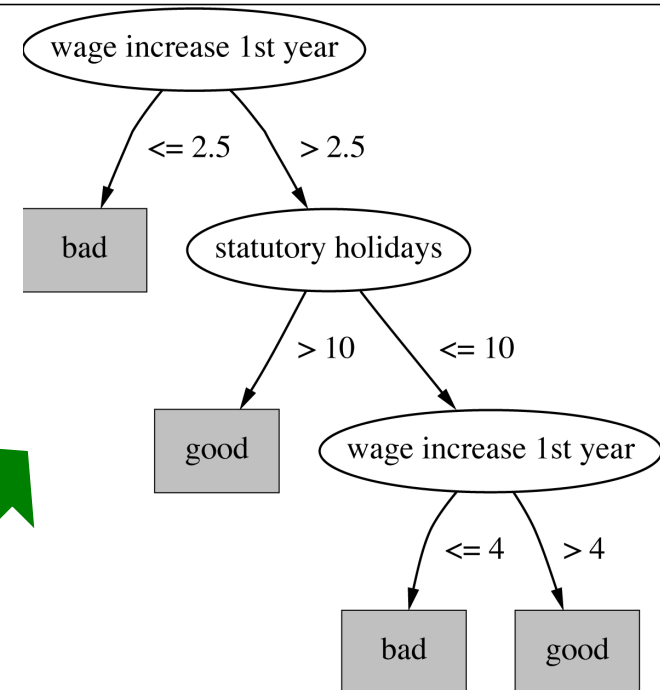 wage increase 1st year
<= 2.5
> 2.5
bad
statutory holidays
> 10
<= 10
good
wage increase 1st year
<= 4
> 4
bad
good